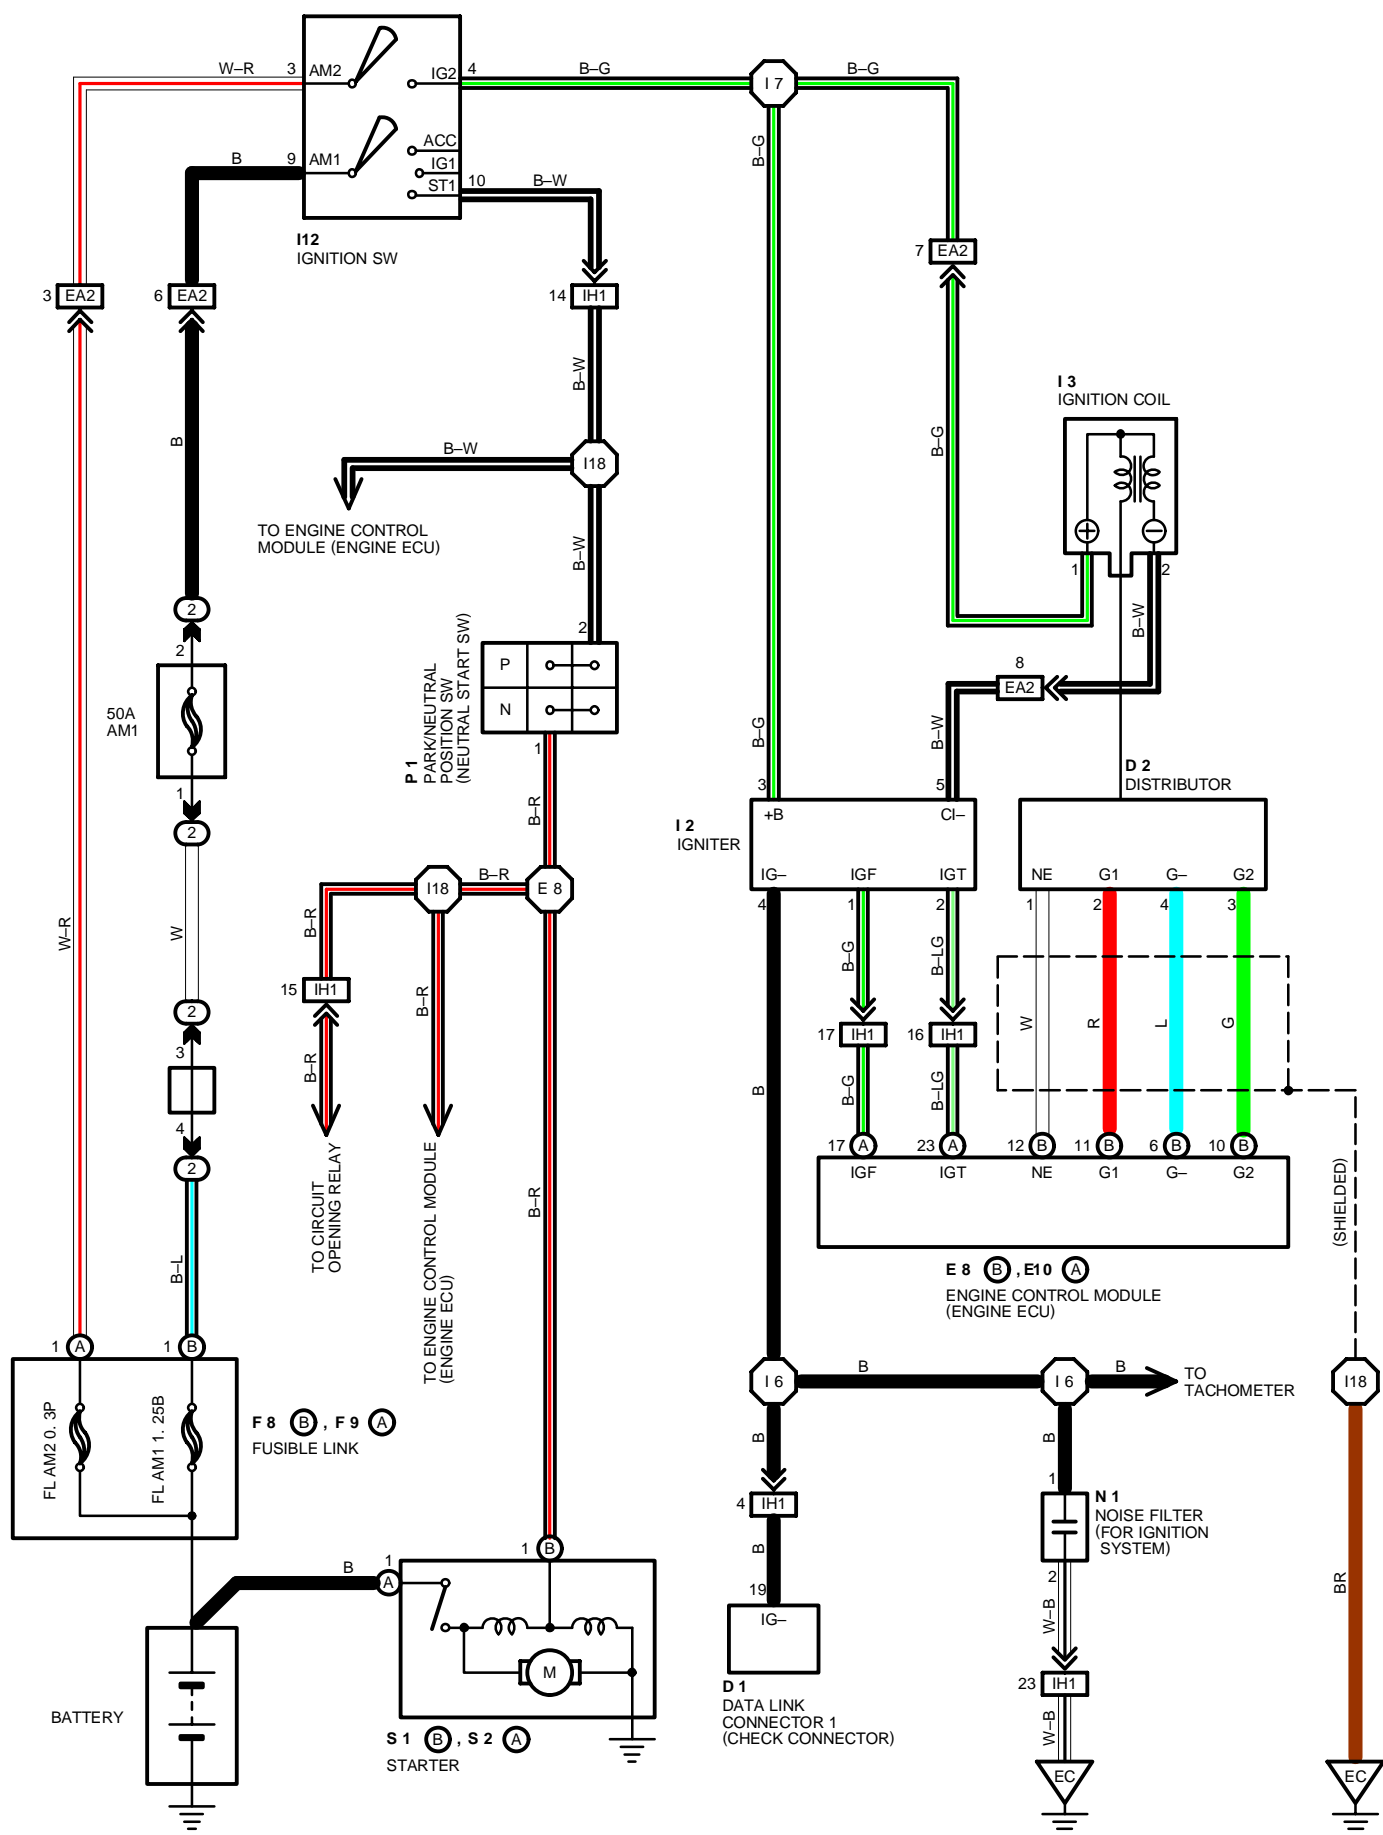 W–R
3
AM2
IG2
4
B–G
I 7
B–G
B
9
AM1
ACC
IG1
ST1
10
B–W
B–G
I12
IGNITION SW
3
EA2
6
EA2
14
IH1
7
EA2
B–W
B–G
B
B–W
I18
TO ENGINE CONTROL
MODULE (ENGINE ECU)
B–W
I 3
IGNITION COIL
1
2
B–W
2
2
50A
AM1
1
2
P 1
PARK/NEUTRAL
POSITION SW
(NEUTRAL START SW)
2
P
N
1
B–R
8
EA2
B–W
B–G
3
5
I 2
IGNITER
+B
CI–
IG–
IGF
IGT
D 2
DISTRIBUTOR
NE
G1
G–
G2
4
1
2
1
2
4
3
W–R
W
I18
B–R
E 8
B–R
15
IH1
B–R
B–R
B–G
B–LG
17
IH1
16
IH1
W
R
L
G
B
B–G
B–LG
2
3
4
2
B–L
TO CIRCUIT
OPENING RELAY
TO ENGINE CONTROL MODULE
(ENGINE ECU)
B–R
17
A
23
A
12
B
11
B
6
B
10
B
IGF
IGT
NE
G1
G–
G2
(SHIELDED)
E 8
B
, E10
A
ENGINE CONTROL MODULE
(ENGINE ECU)
1
A
1
B
FL AM2 0. 3P
FL AM1 1. 25B
F 8
B
, F 9
A
FUSIBLE LINK
I 6
B
I 6
B
TO
TACHOMETER
I18
B
4
IH1
B
19
IG–
D 1
DATA LINK
CONNECTOR 1
(CHECK CONNECTOR)
B
1
N 1
NOISE FILTER
(FOR IGNITION
SYSTEM)
2
W–B
23
IH1
W–B
EC
BR
EC
B
1
A
1
B
M
S 1
B
, S 2
A
STARTER
BATTERY